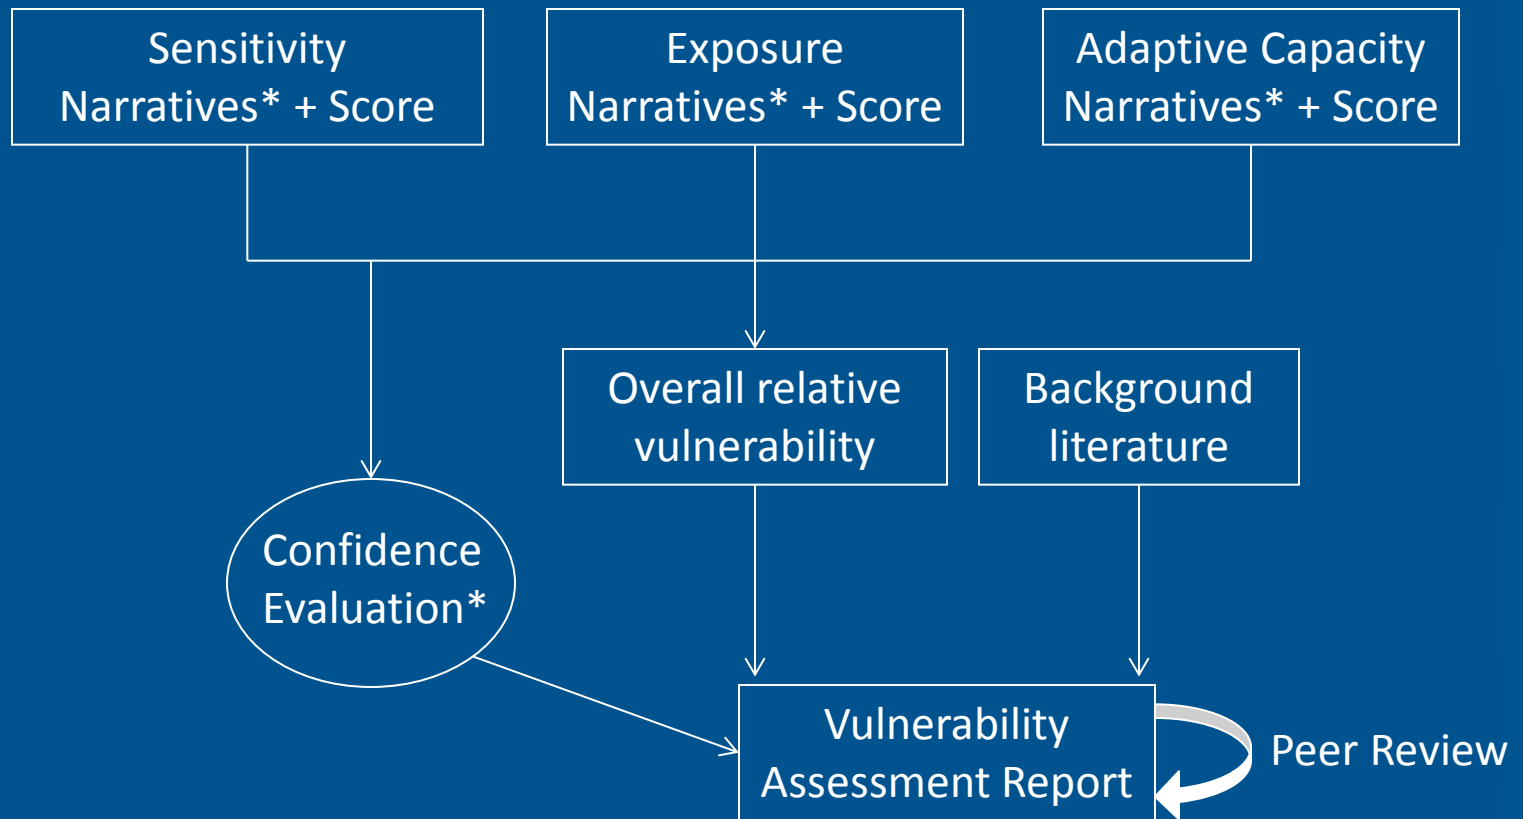 Sensitivity
Narratives* + Score
Exposure
Narratives* + Score
Adaptive Capacity
Narratives* + Score
Overall relative
vulnerability
Background
literature
Confidence
Evaluation*
Vulnerability
Assessment Report
Peer Review